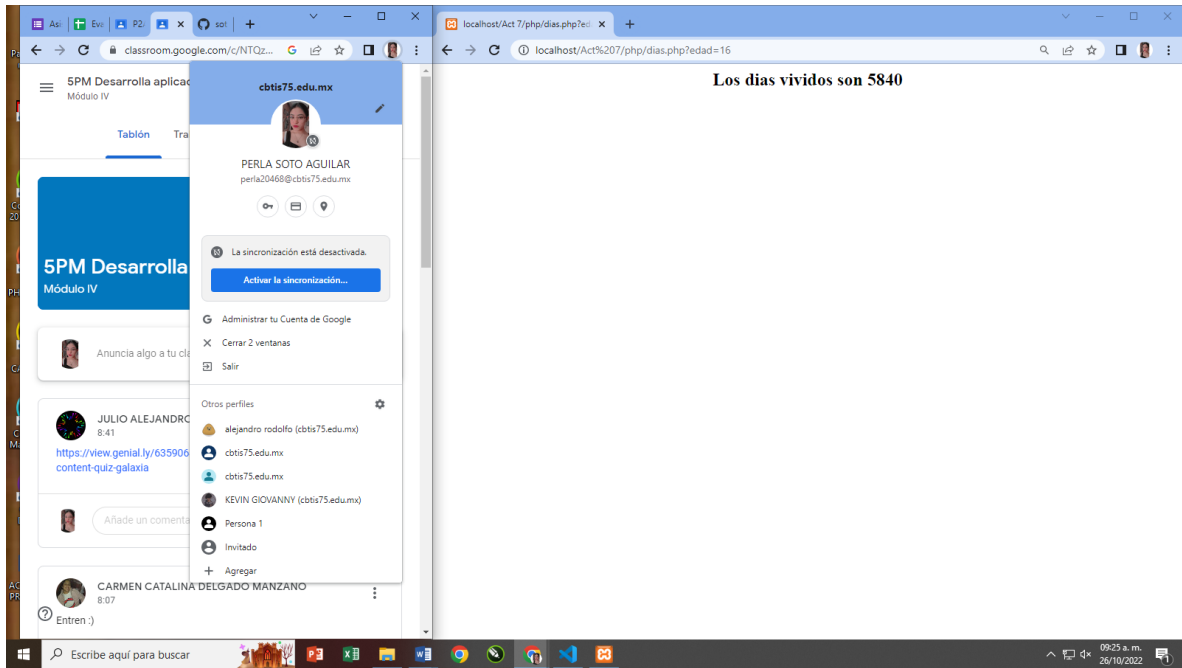 Asi
Eve
P2
sot
classroom.google.com/c/NTQz...
5PM Desarrolla aplicac
Módulo IV
Tablón
Tra
5PM Desarrolla
Módulo IV
Anuncia algo a tu cla
JULIO ALEJANDRO
8:41
https://view.genial.ly/635906
content-quiz-galaxia
Añade un comenta
CARMEN CATALINA DELGADO MANZANO
8:07
Entren :)
cbtis75.edu.mx
PERLA SOTO AGUILAR
perla20468@cbtis75.edu.mx
La sincronización está desactivada.
Activar la sincronización...
Administrar tu Cuenta de Google
Cerrar 2 ventanas
Salir
Otros perfiles
alejandro rodolfo (cbtis75.edu.mx)
cbtis75.edu.mx
cbtis75.edu.mx
KEVIN GIOVANNY (cbtis75.edu.mx)
Persona 1
Invitado
Agregar
localhost/Act 7/php/dias.php?ed
localhost/Act%207/php/dias.php?edad=16
Los dias vividos son 5840
Escribe aquí para buscar
09:25 a. m.
26/10/2022